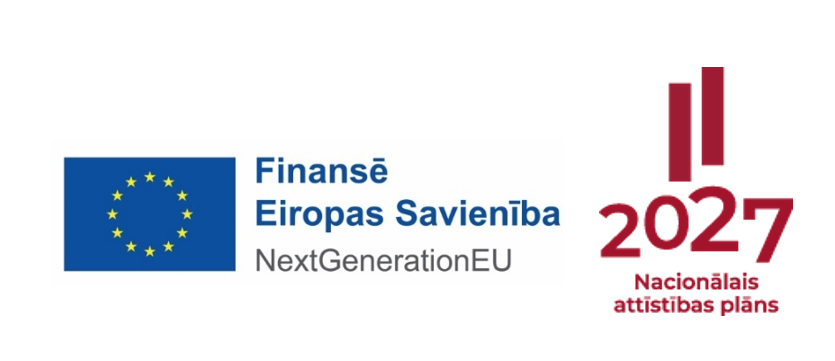 Finansē
Eiropas Savienība
NextGenerationEU
2027
Nacionālais
attīstības plāns